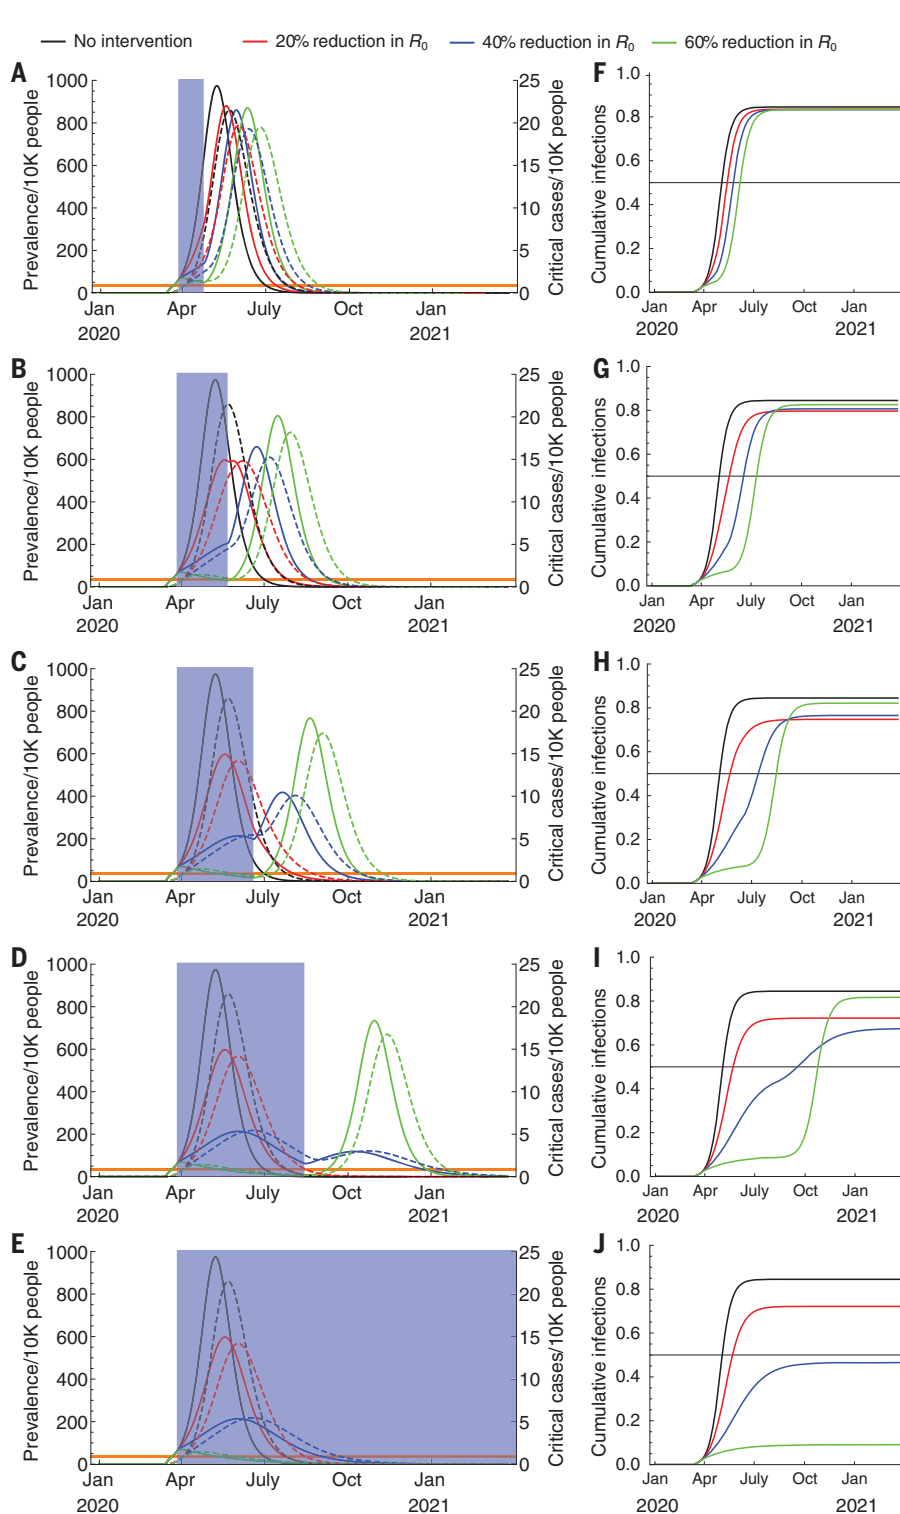 No intervention 20% reduction in R0 40% reduction in R0 60% reduction in R0
A
Prevalence/10K people
1000
800
600
400
200
0
25
20
15
10
5
0
Critical cases/10K people
Jan Apr July Oct Jan
2020 2021
F
Cumulative infections
1.0
0.8
0.6
0.4
0.2
0.0
Jan Apr July Oct Jan
2020 2021
B
Prevalence/10K people
1000
800
600
400
200
0
25
20
15
10
5
0
Critical cases/10K people
Jan Apr July Oct Jan
2020 2021
G
Cumulative infections
1.0
0.8
0.6
0.4
0.2
0.0
Jan Apr July Oct Jan
2020 2021
C
Prevalence/10K people
1000
800
600
400
200
0
25
20
15
10
5
0
Critical cases/10K people
Jan Apr July Oct Jan
2020 2021
H
Cumulative infections
1.0
0.8
0.6
0.4
0.2
0.0
Jan Apr July Oct Jan
2020 2021
D
Prevalence/10K people
1000
800
600
400
200
0
25
20
15
10
5
0
Critical cases/10K people
Jan Apr July Oct Jan
2020 2021
I
Cumulative infections
1.0
0.8
0.6
0.4
0.2
0.0
Jan Apr July Oct Jan
2020 2021
E
Prevalence/10K people
1000
800
600
400
200
0
25
20
15
10
5
0
Critical cases/10K people
Jan Apr July Oct Jan
2020 2021
J
Cumulative infections
1.0
0.8
0.6
0.4
0.2
0.0
Jan Apr July Oct Jan
2020 2021